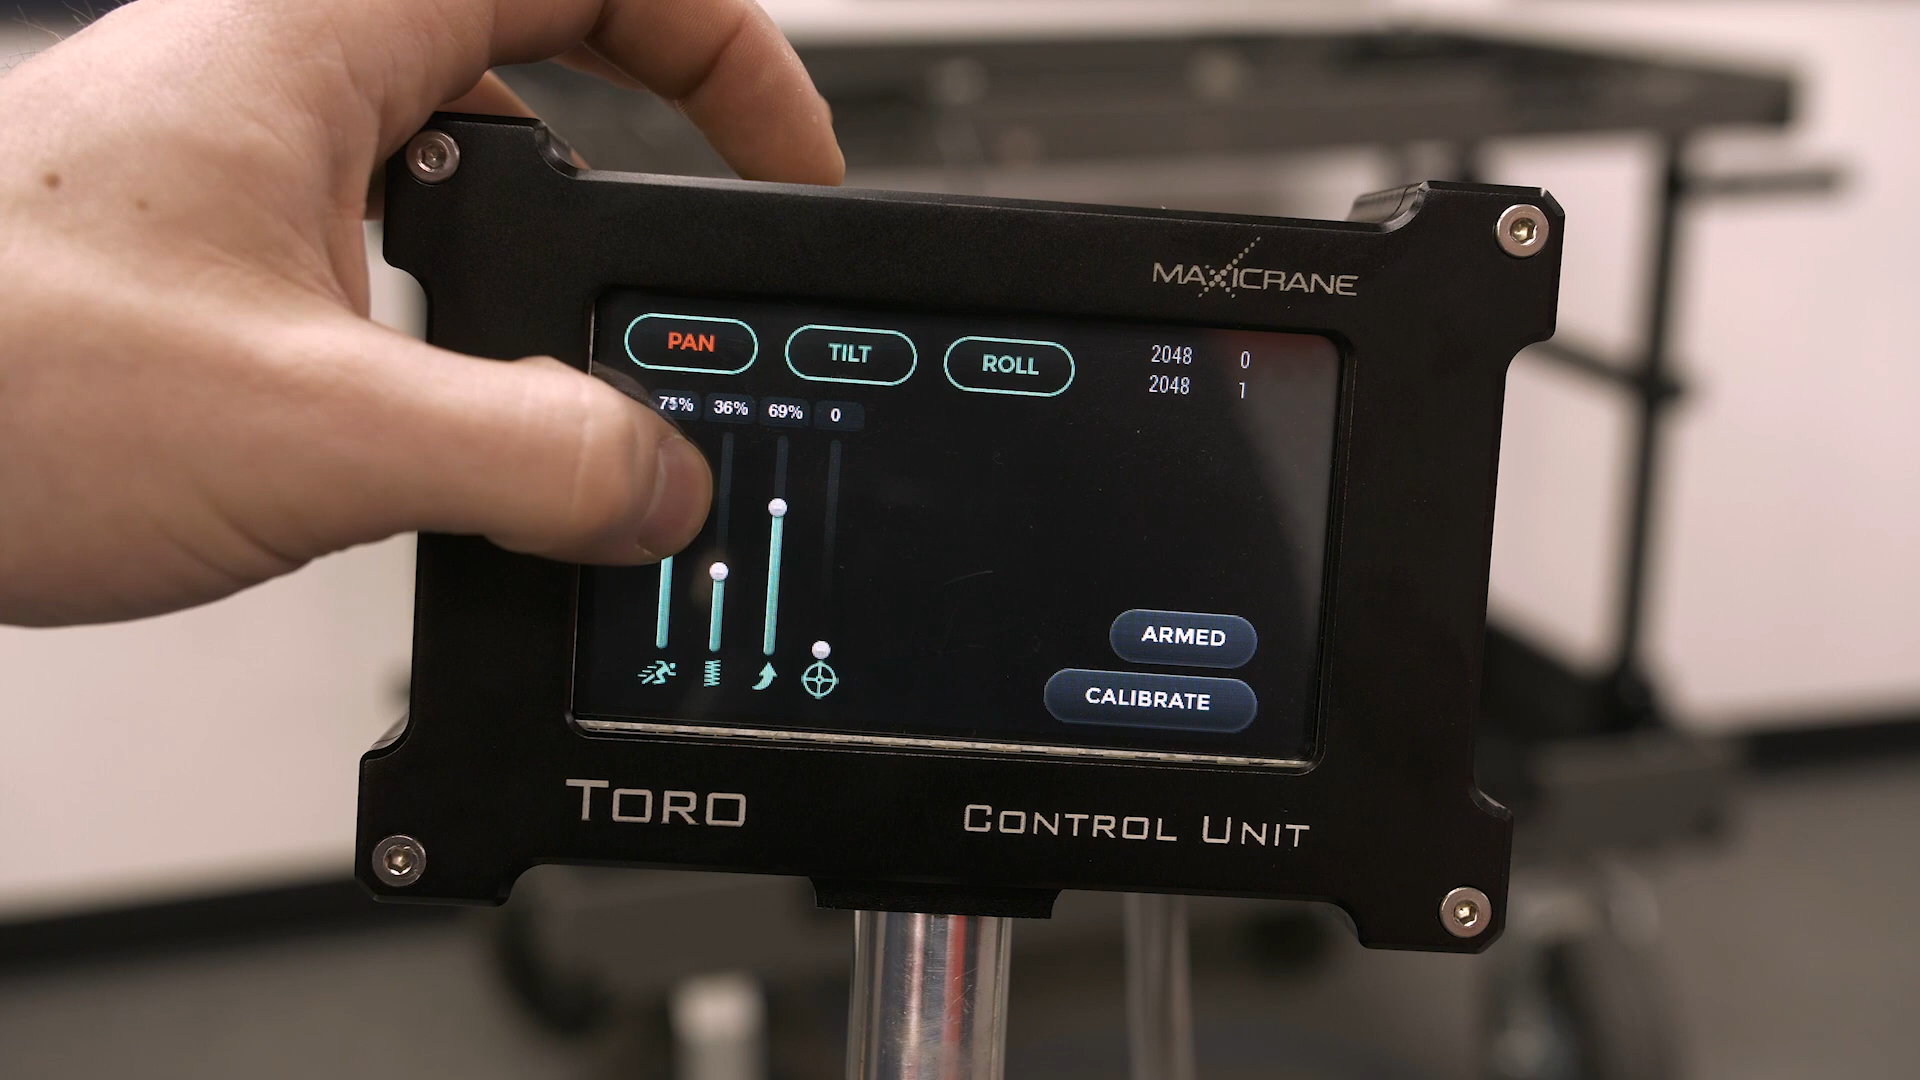 MAXICRANE
PAN TILT ROLL
2048 0
2048 1
75% 36% 69% 0
ARMED
CALIBRATE
TORO CONTROL UNIT